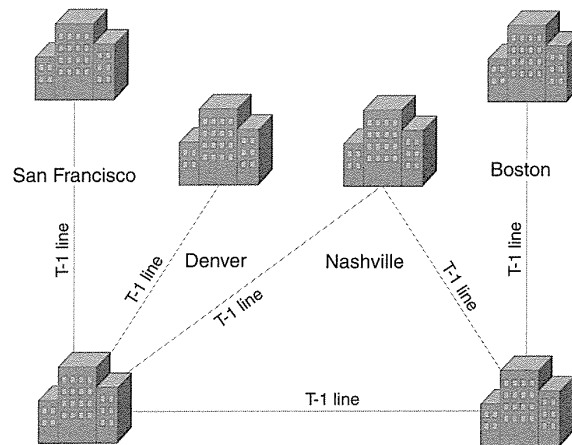 San Francisco
Boston
Denver
Nashville
T-1 line
T-1 line
T-1 line
T-1 line
T-1 line
T-1 line